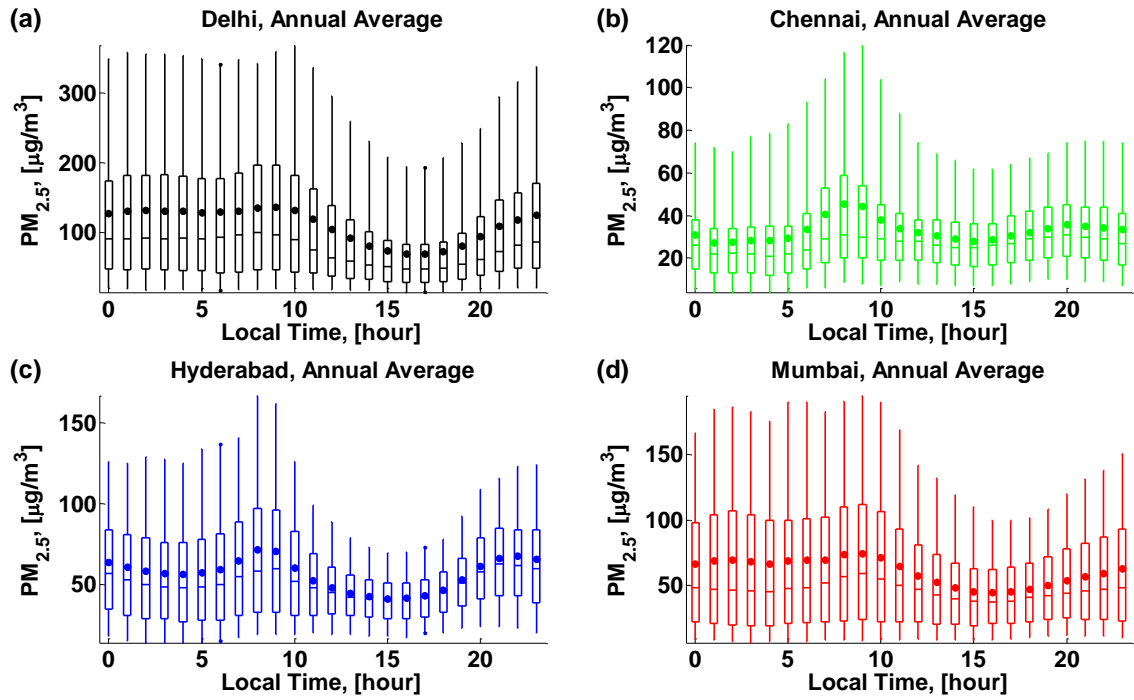 (a) Delhi, Annual Average
PM2.5, [μg/m3]
300
200
100
0 5 10 15 20
Local Time, [hour]
(b) Chennai, Annual Average
PM2.5, [μg/m3]
120
100
80
60
40
20
0 5 10 15 20
Local Time, [hour]
(c) Hyderabad, Annual Average
PM2.5, [μg/m3]
150
100
50
0 5 10 15 20
Local Time, [hour]
(d) Mumbai, Annual Average
PM2.5, [μg/m3]
150
100
50
0 5 10 15 20
Local Time, [hour]